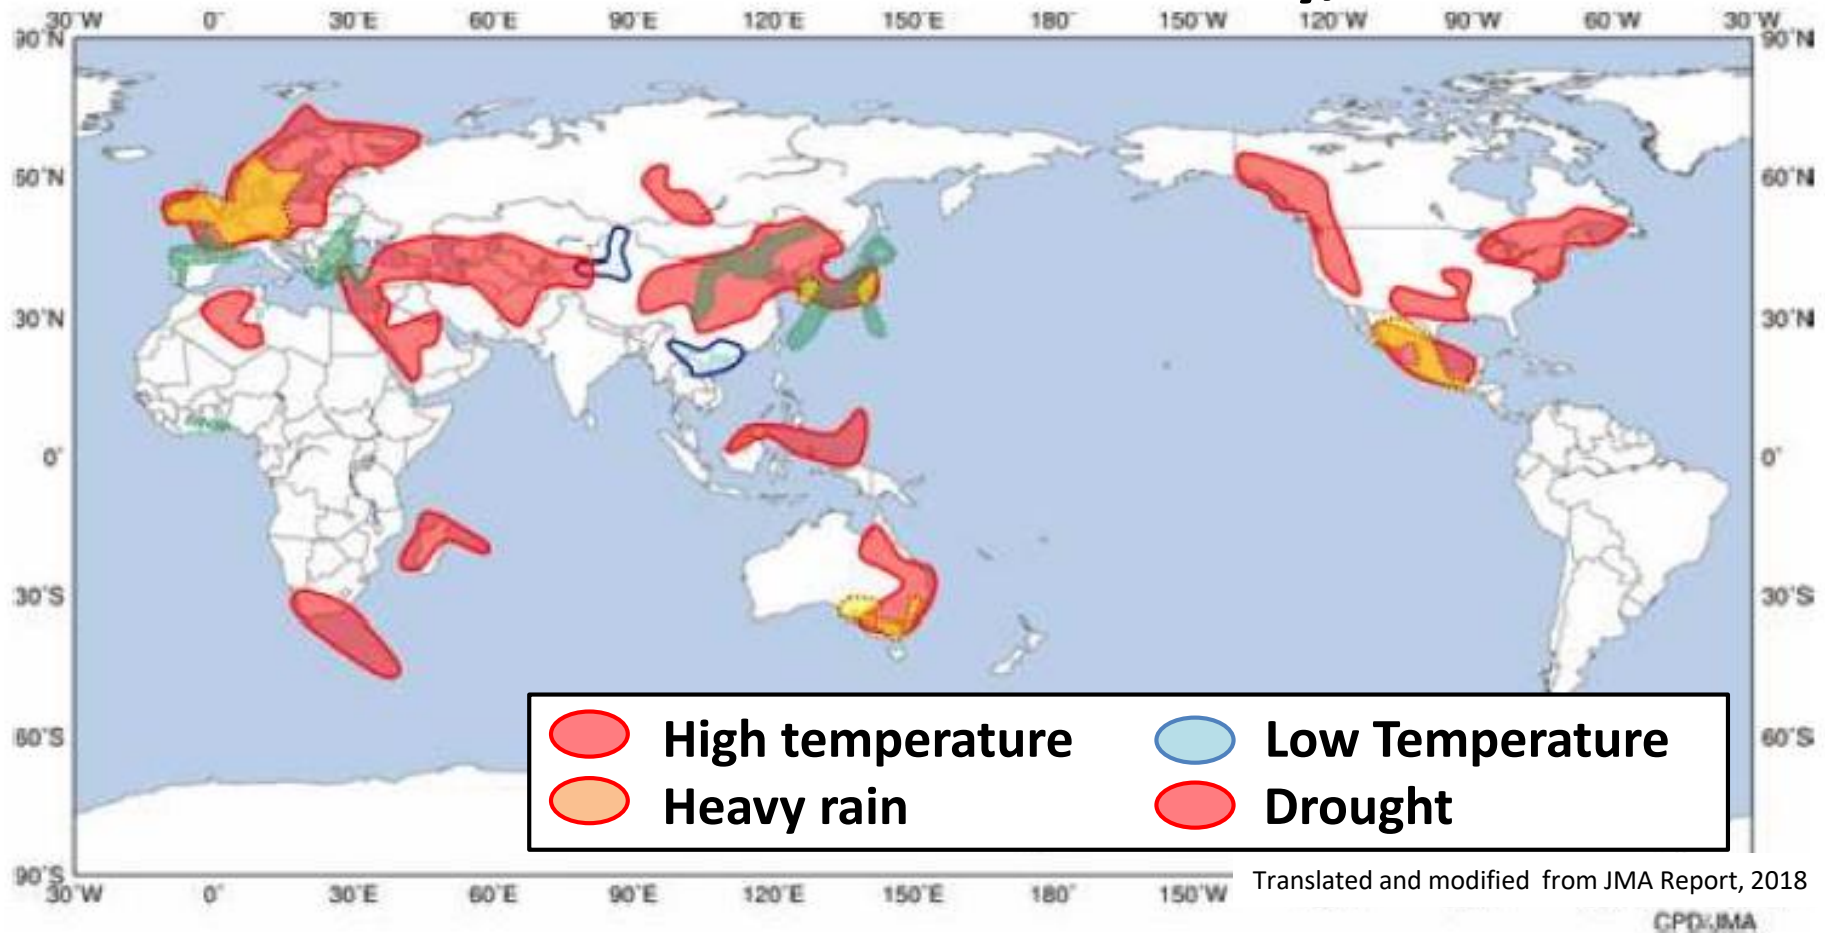 30°W 0° 30°E 60°E 90°E 120°E 150°E 180° 150°W 120°W 90°W 60°W 30°W
90°N 90°N
60°N 60°N
30°N 30°N
0° 0°
30°S 30°S
60°S 60°S
High temperature Low Temperature
Heavy rain Drought
90°S
30°W 0° 30°E 60°E 90°E 120°E 150°E 180° 150°W
Translated and modified from JMA Report, 2018
CPD/JMA